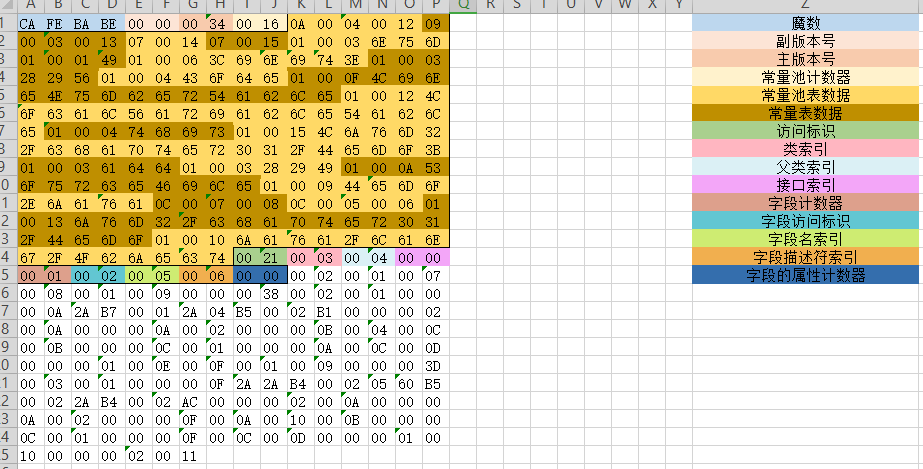 A B C D E F G H I J K L M N O P Q R S T U V W X Y Z
1 CA FE BA BE 00 00 00 34 00 16 0A 00 04 00 12 09 魔数
2 00 03 00 13 07 00 14 07 00 15 01 00 03 6E 75 6D 副版本号
3 01 00 01 49 01 00 06 3C 69 6E 69 74 3E 01 00 03 主版本号
4 28 29 56 01 00 04 43 6F 64 65 01 00 0F 4C 69 6E 常量池计数器
5 65 4E 75 6D 62 65 72 54 61 62 6C 65 01 00 12 4C 常量池表数据
6 6F 63 61 6C 56 61 72 69 61 62 6C 65 54 61 62 6C 常量表数据
7 65 01 00 04 74 68 69 73 01 00 15 4C 6A 76 6D 32 访问标识
8 2F 63 68 61 70 74 65 72 30 31 2F 44 65 6D 6F 3B 类索引
9 01 00 03 61 64 64 01 00 03 28 29 49 01 00 0A 53 父类索引
0 6F 75 72 63 65 46 69 6C 65 01 00 09 44 65 6D 6F 接口索引
1 2E 6A 61 76 61 0C 00 07 00 08 0C 00 05 00 06 01 字段计数器
2 00 13 6A 76 6D 32 2F 63 68 61 70 74 65 72 30 31 字段访问标识
3 2F 44 65 6D 6F 01 00 10 6A 61 76 61 2F 6C 61 6E 字段名索引
4 67 2F 4F 62 6A 65 63 74 00 21 00 03 00 04 00 00 字段描述符索引
5 00 01 00 02 00 05 00 06 00 00 00 02 00 01 00 07 字段的属性计数器
6 00 08 00 01 00 09 00 00 00 38 00 02 00 01 00 00
7 00 0A 2A B7 00 01 2A 04 B5 00 02 B1 00 00 00 02
8 00 0A 00 00 00 0A 00 02 00 00 00 0B 00 04 00 0C
9 00 0B 00 00 00 0C 00 01 00 00 00 0A 00 0C 00 0D
20 00 00 00 01 00 0E 00 0F 00 01 00 09 00 00 00 3D
21 00 03 00 01 00 00 00 0F 2A 2A B4 00 02 05 60 B5
22 00 02 2A B4 00 02 AC 00 00 00 02 00 0A 00 00 00
23 0A 00 02 00 00 00 0F 00 0A 00 10 00 0B 00 00 00
24 0C 00 01 00 00 00 0F 00 0C 00 0D 00 00 00 01 00
25 10 00 00 00 02 00 11